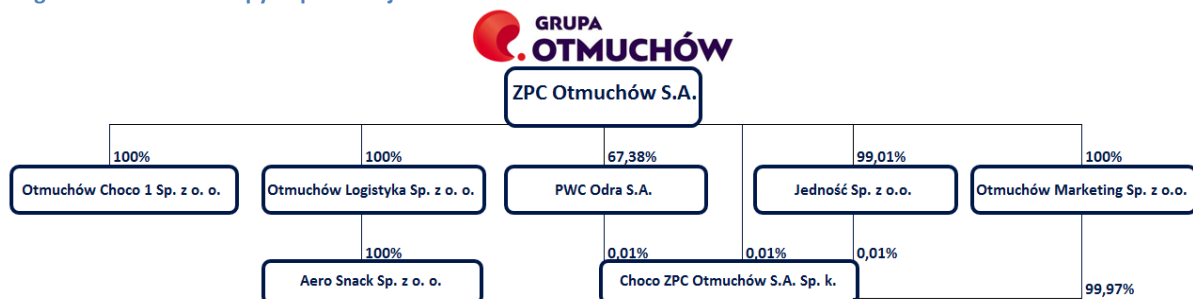 GRUPA
OTMUCHÓW
ZPC Otmuchów S.A.
100% 100% 67,38% 99,01% 100%
Otmuchów Choco 1 Sp. z o. o. Otmuchów Logistyka Sp. z o. o. PWC Odra S.A. Jedność Sp. z o.o. Otmuchów Marketing Sp. z o.o.
100% 0,01% 0,01% 0,01%
Aero Snack Sp. z o. o. Choco ZPC Otmuchów S.A. Sp. k.
99,97%